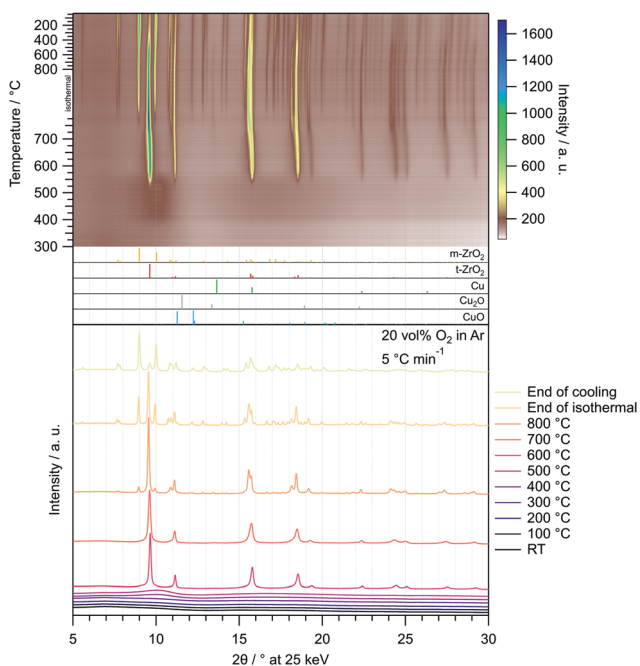 200
400
600
800
isothermal
700
600
500
400
300
Temperature / °C
1600
1400
1200
1000
800
600
400
200
Intensity / a. u.
m-ZrO₂
t-ZrO₂
Cu
Cu₂O
CuO
20 vol% O₂ in Ar
5 °C min⁻¹
Intensity / a. u.
End of cooling
End of isothermal
800 °C
700 °C
600 °C
500 °C
400 °C
300 °C
200 °C
100 °C
RT
5 10 15 20 25 30
2θ / ° at 25 keV